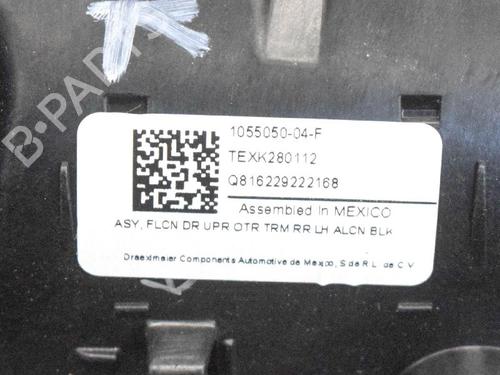 1055050-04-F
TEXK280112
Q816229222168
Assembled in MEXICO
ASY, FLCN DR UPR OTR TRM RR LH ALCN BLK
Draexlmaier Components Automotive de Mexico, S de R.L. de C.V
B-PARTS